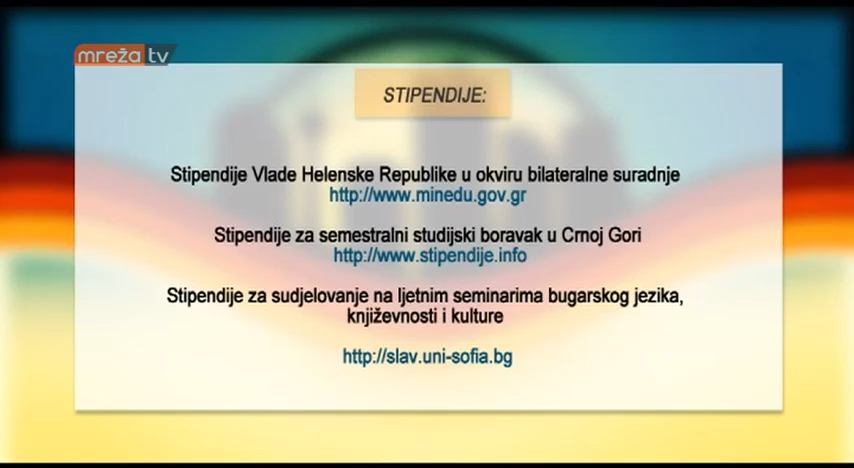 mreža tv
STIPENDIJE:
Stipendije Vlade Helenske Republike u okviru bilateralne suradnje
http://www.minedu.gov.gr
Stipendije za semestralni studijski boravak u Crnoj Gori
http://www.stipendije.info
Stipendije za sudjelovanje na ljetnim seminarima bugarskog jezika,
književnosti i kulture
http://slav.uni-sofia.bg